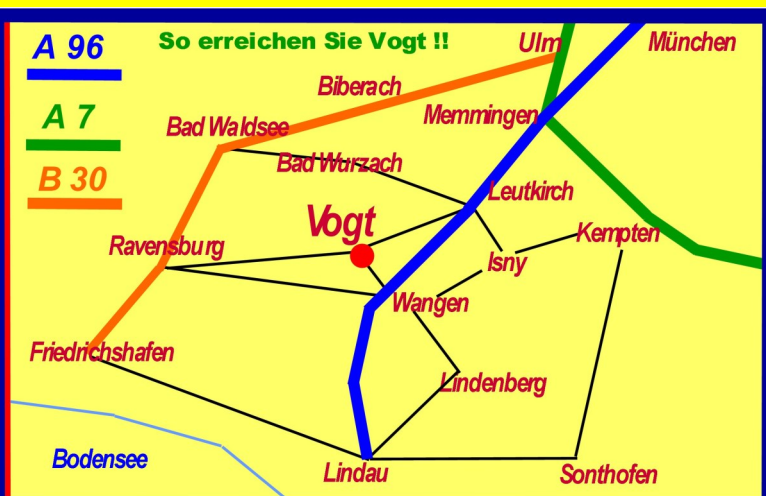 A 96
So erreichen Sie Vogt !!
Ulm
München
Biberach
A 7
Memmingen
Bad Waldsee
Bad Wurzach
B 30
Leutkirch
Vogt
Kempten
Ravensburg
Isny
Wangen
Friedrichshafen
Lindenberg
Bodensee
Lindau
Sonthofen